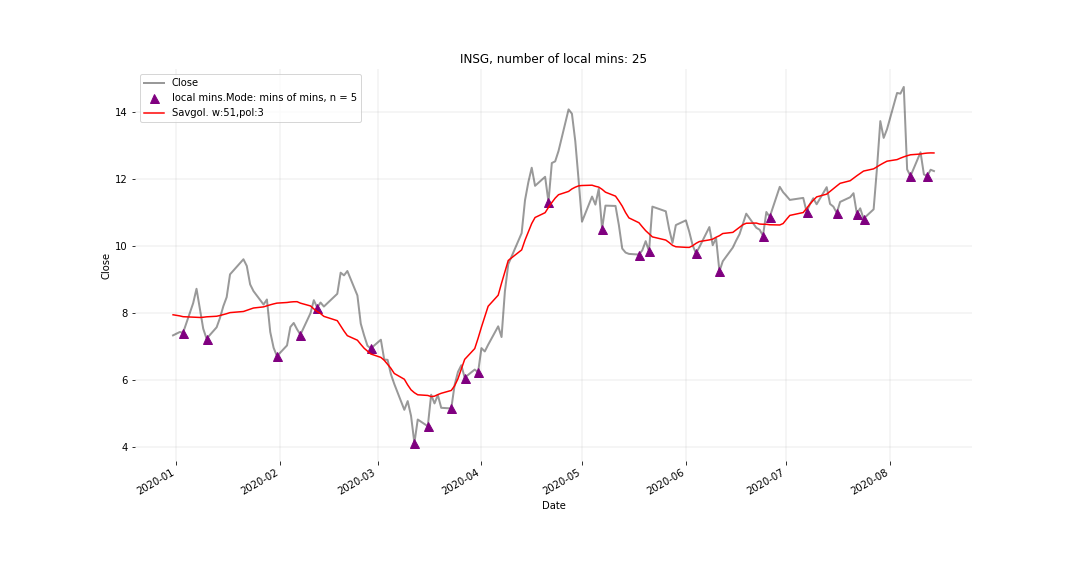 INSG, number of local mins: 25
Close
local mins.Mode: mins of mins, n = 5
Savgol. w:51,pol:3
Close
14
12
10
8
6
4
2020-01
2020-02
2020-03
2020-04
2020-05
2020-06
2020-07
2020-08
Date